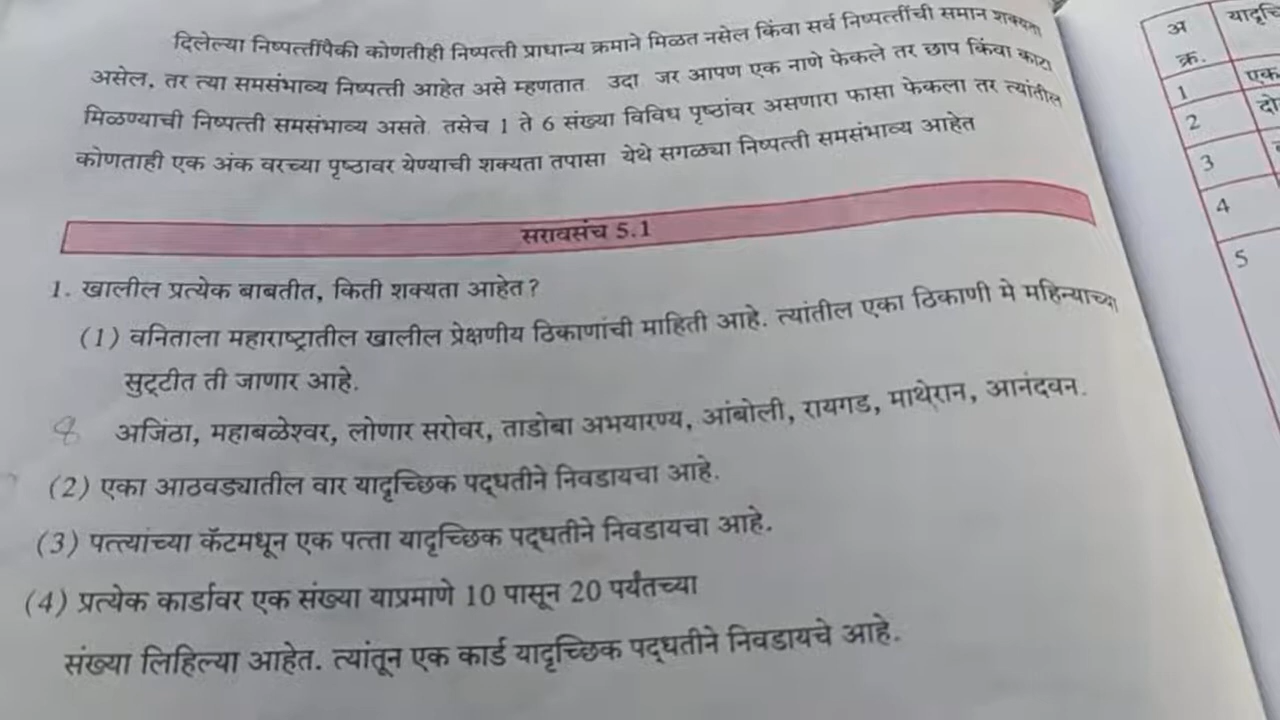 दिलेल्या निष्पत्तींपैकी कोणतीही निष्पत्ती प्राधान्य क्रमाने मिळत नसेल किंवा सर्व निष्पत्तींची समान शक्यता
असेल, तर त्या समसंभाव्य निष्पत्ती आहेत असे म्हणतात. उदा. जर आपण एक नाणे फेकले तर छाप किंवा काटा
मिळण्याची निष्पत्ती समसंभाव्य असते. तसेच 1 ते 6 संख्या विविध पृष्ठांवर असणारा फासा फेकला तर त्यांतील
कोणताही एक अंक वरच्या पृष्ठावर येण्याची शक्यता तपासा. येथे सगळ्या निष्पत्ती समसंभाव्य आहेत
सरावसंच 5.1
1. खालील प्रत्येक बाबतीत, किती शक्यता आहेत?
(1) वनिताला महाराष्ट्रातील खालील प्रेक्षणीय ठिकाणांची माहिती आहे. त्यांतील एका ठिकाणी मे महिन्याच्या
सुट्टीत ती जाणार आहे.
8 अजिंठा, महाबळेश्वर, लोणार सरोवर, ताडोबा अभयारण्य, आंबोली, रायगड, माथेरान, आनंदवन.
(2) एका आठवड्यातील वार यादृच्छिक पद्धतीने निवडायचा आहे.
(3) पत्त्यांच्या कॅटमधून एक पत्ता यादृच्छिक पद्धतीने निवडायचा आहे.
(4) प्रत्येक कार्डावर एक संख्या याप्रमाणे 10 पासून 20 पर्यंतच्या
संख्या लिहिल्या आहेत. त्यांतून एक कार्ड यादृच्छिक पद्धतीने निवडायचे आहे.
अ
क्र.
1 एक
2 दो
3
4
5